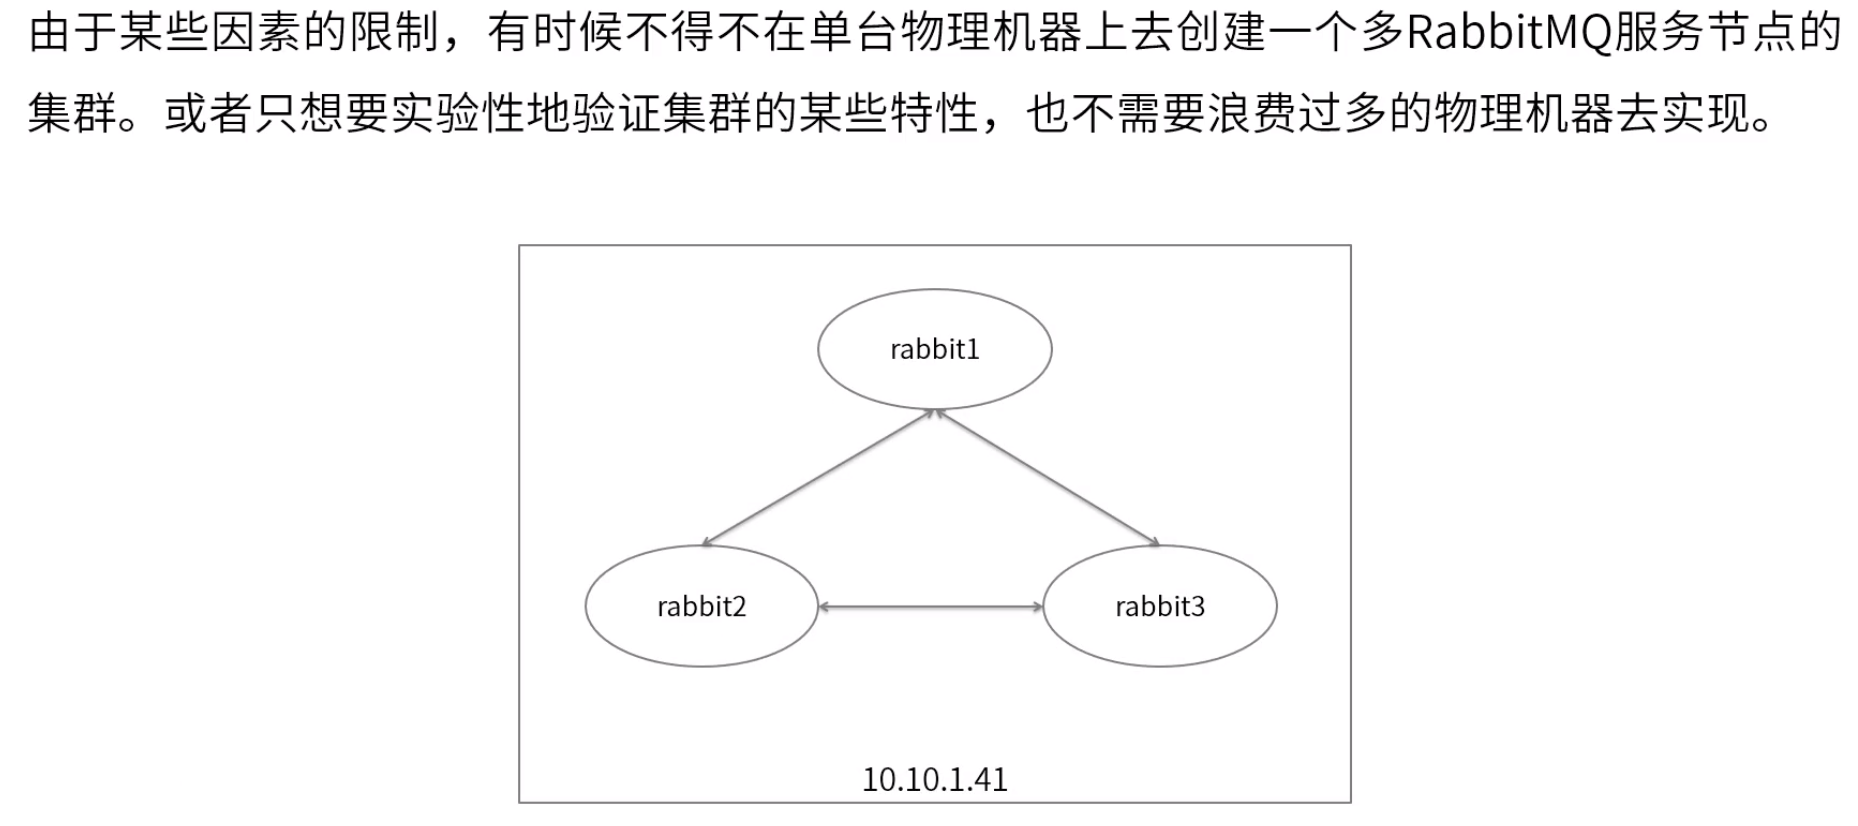 由于某些因素的限制，有时候不得不在单台物理机器上去创建一个多RabbitMQ服务节点的
集群。或者只想要实验性地验证集群的某些特性，也不需要浪费过多的物理机器去实现。
rabbit1
rabbit2
rabbit3
10.10.1.41